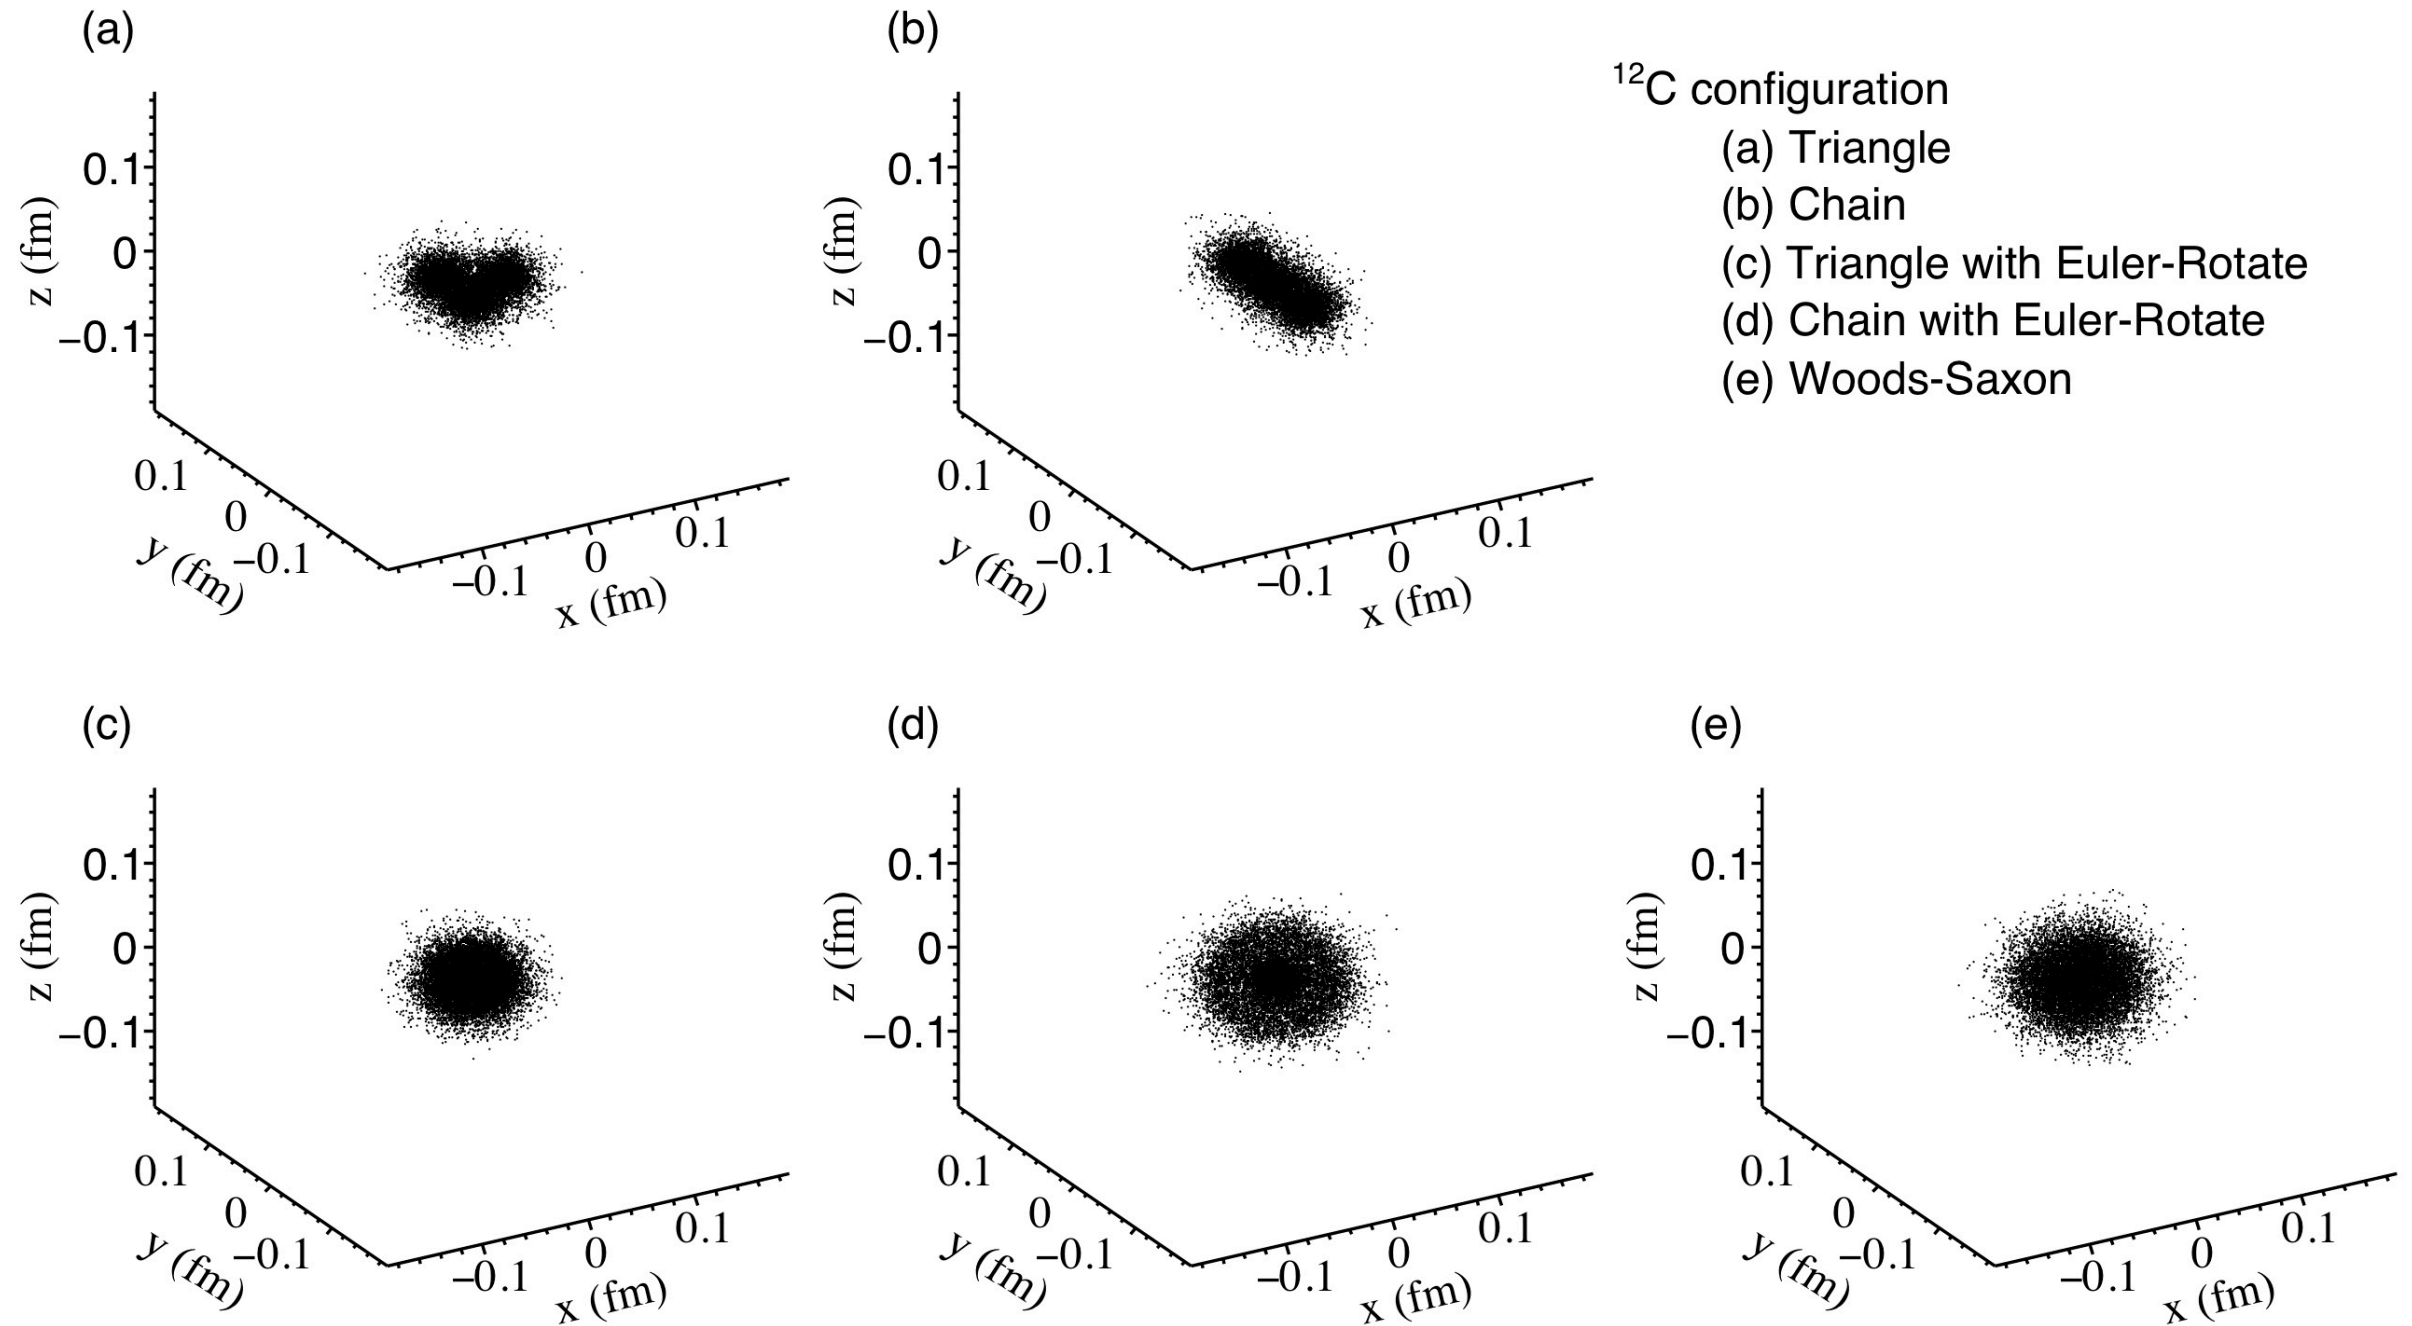 (a)
z (fm)
0.1
0
−0.1
0.1
0
−0.1
y (fm)
−0.1
0
0.1
x (fm)
(b)
z (fm)
0.1
0
−0.1
0.1
0
−0.1
y (fm)
−0.1
0
0.1
x (fm)
¹²C configuration
(a) Triangle
(b) Chain
(c) Triangle with Euler-Rotate
(d) Chain with Euler-Rotate
(e) Woods-Saxon
(c)
z (fm)
0.1
0
−0.1
0.1
0
−0.1
y (fm)
−0.1
0
0.1
x (fm)
(d)
z (fm)
0.1
0
−0.1
0.1
0
−0.1
y (fm)
−0.1
0
0.1
x (fm)
(e)
z (fm)
0.1
0
−0.1
0.1
0
−0.1
y (fm)
−0.1
0
0.1
x (fm)